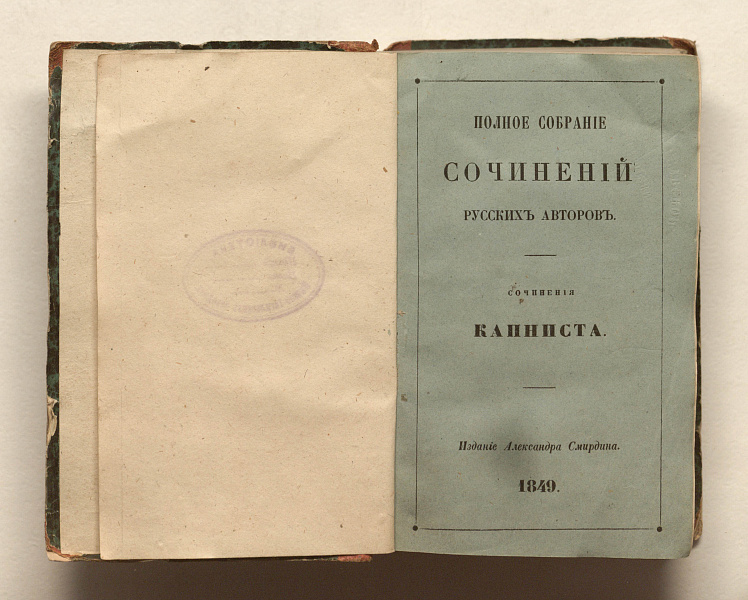 ПОЛНОЕ СОБРАНІЕ
СОЧИНЕНІЙ
РУССКИХЪ АВТОРОВЪ.
СОЧИНЕНІЯ
КАПНИСТА.
Изданіе Александра Смирдина.
1849.